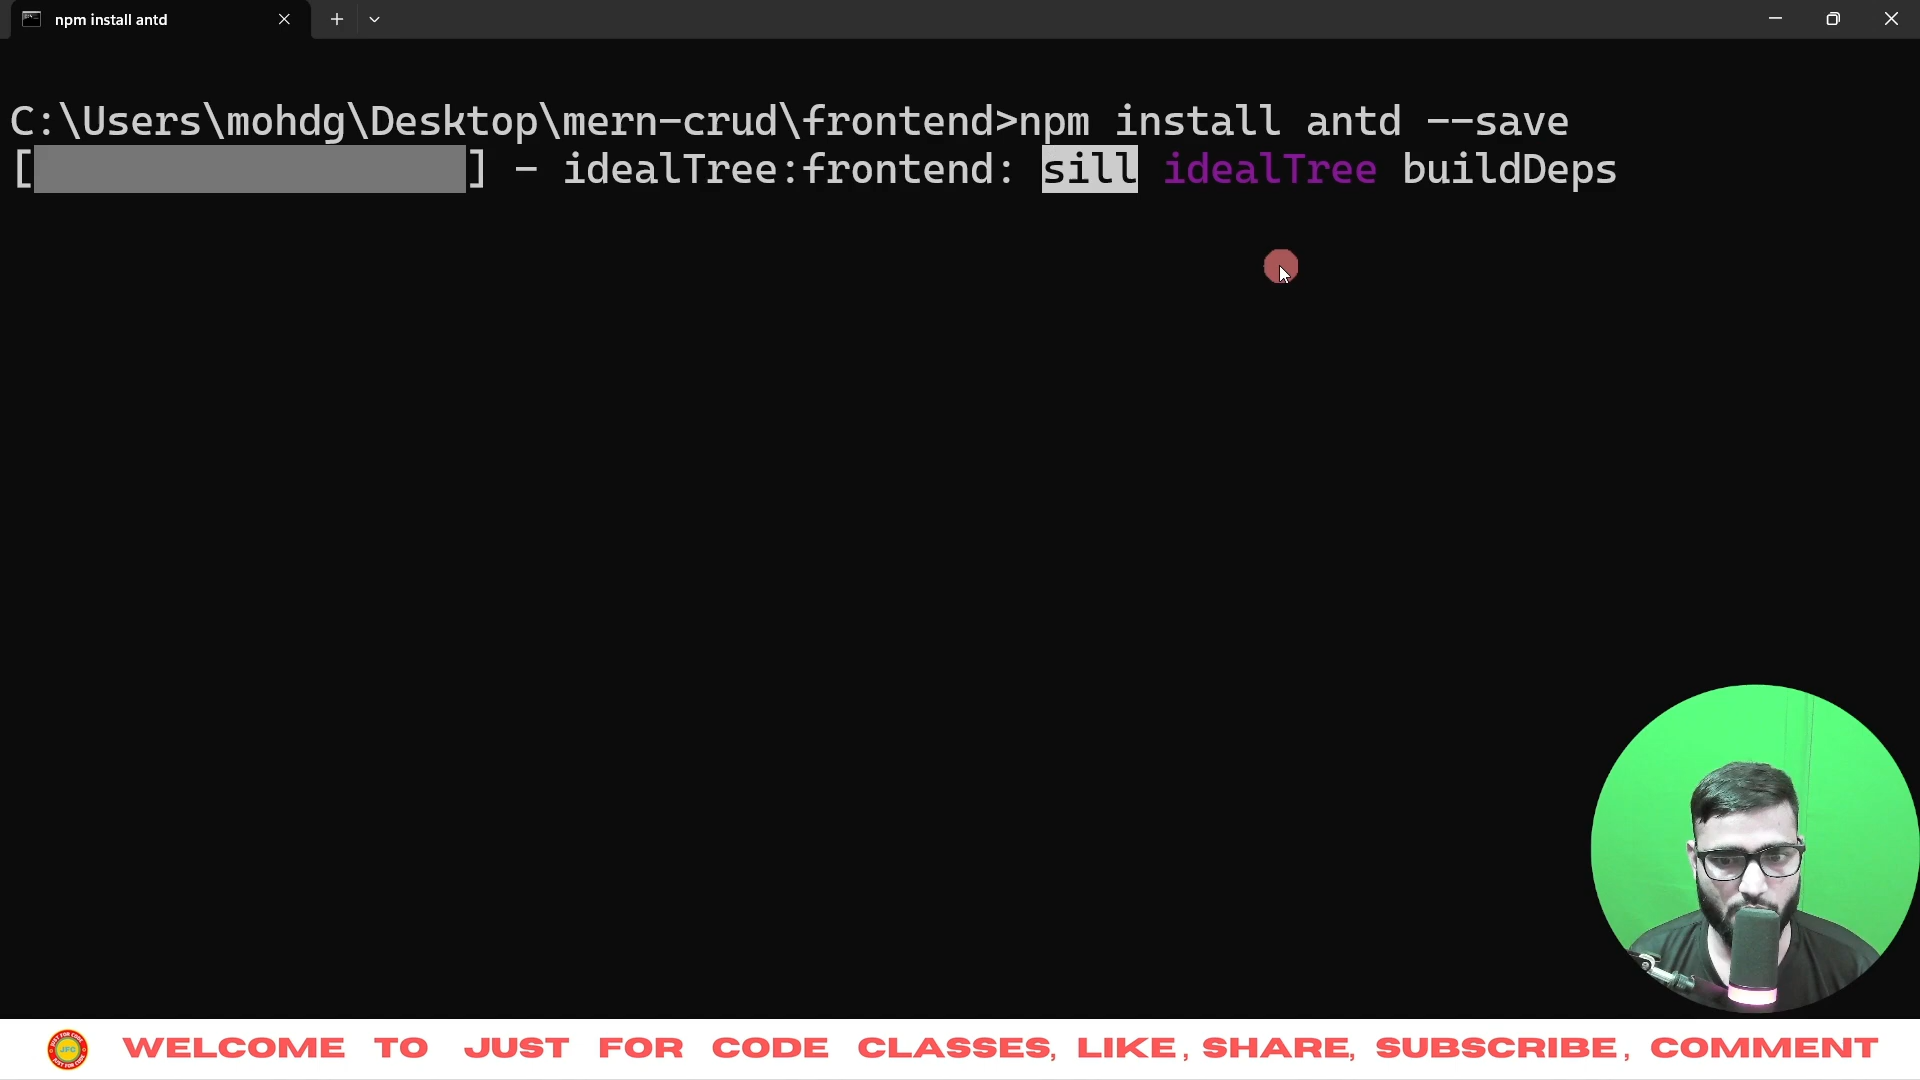 npm install antd
C:\Users\mohdg\Desktop\mern-crud\frontend>npm install antd --save
[                  ] - idealTree:frontend: sill idealTree buildDeps
JFC
WELCOME TO JUST FOR CODE CLASSES, LIKE, SHARE, SUBSCRIBE, COMMENT